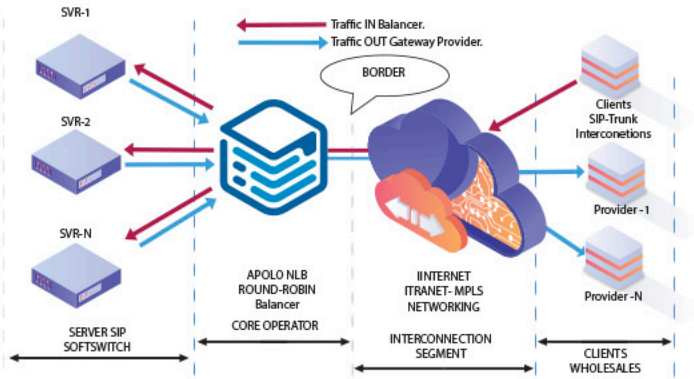 SVR-1
Traffic IN Balancer.
Traffic OUT Gateway Provider.
BORDER
SVR-2
Clients
SIP-Trunk
Interconetions
Provider -1
SVR-N
Provider -N
APOLO NLB
ROUND-ROBIN
Balancer
IINTERNET
ITRANET- MPLS
NETWORKING
SERVER SIP
SOFTSWITCH
CORE OPERATOR
INTERCONNECTION
SEGMENT
CLIENTS
WHOLESALES